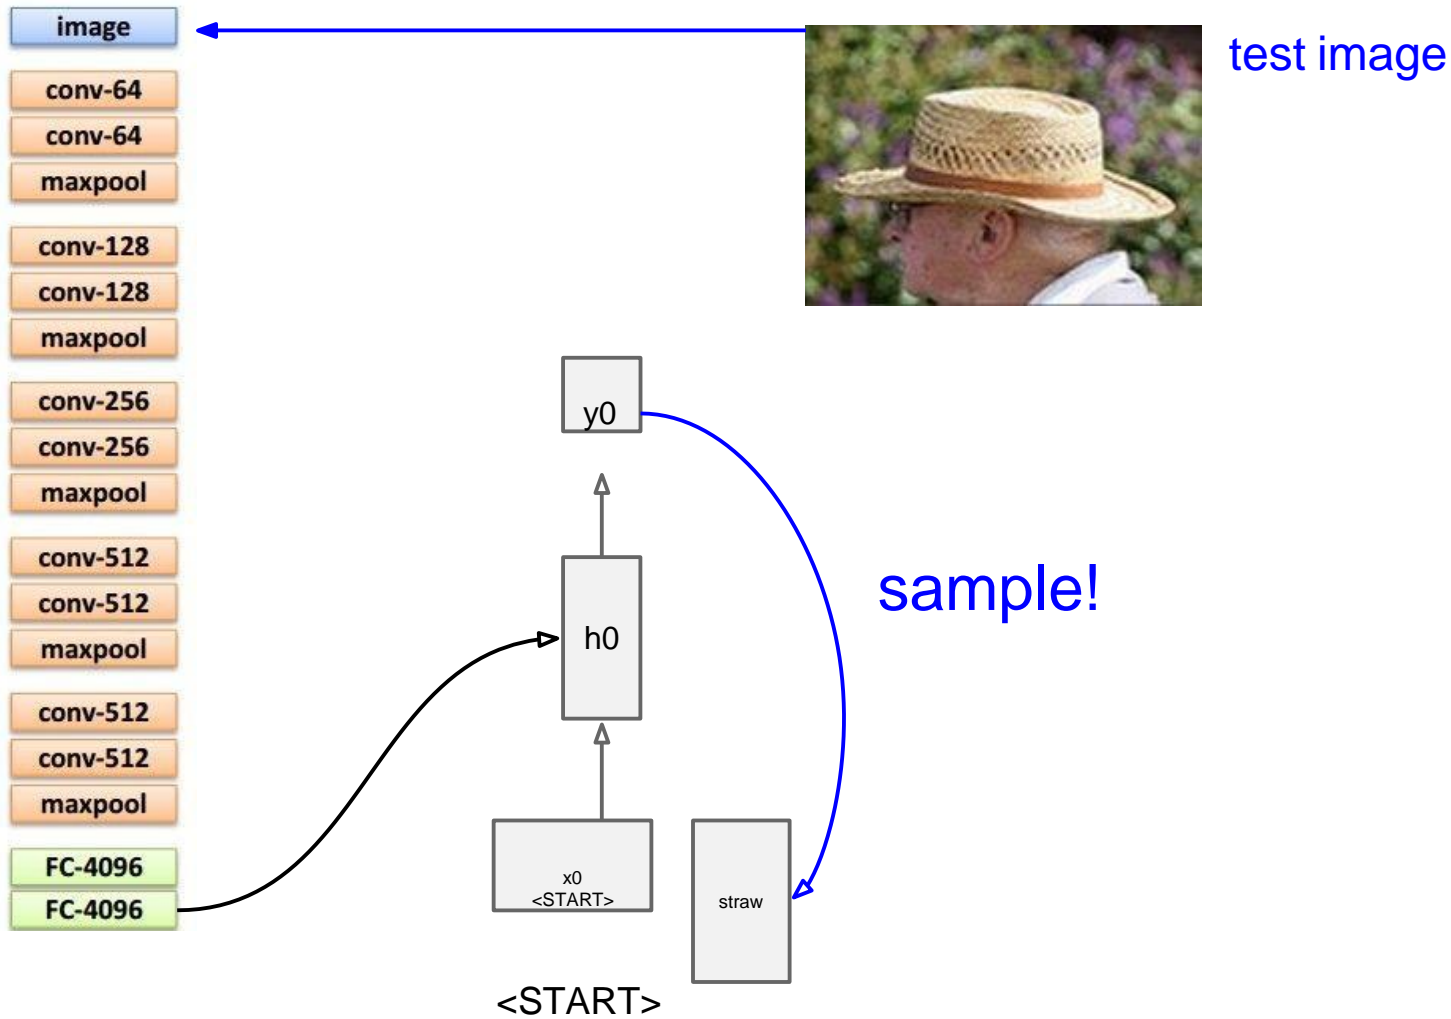 image
test image
conv-64
conv-64
maxpool
conv-128
conv-128
maxpool
conv-256
conv-256
maxpool
conv-512
conv-512
maxpool
conv-512
conv-512
maxpool
FC-4096
FC-4096
y0
sample!
h0
x0
<START>
straw
<START>